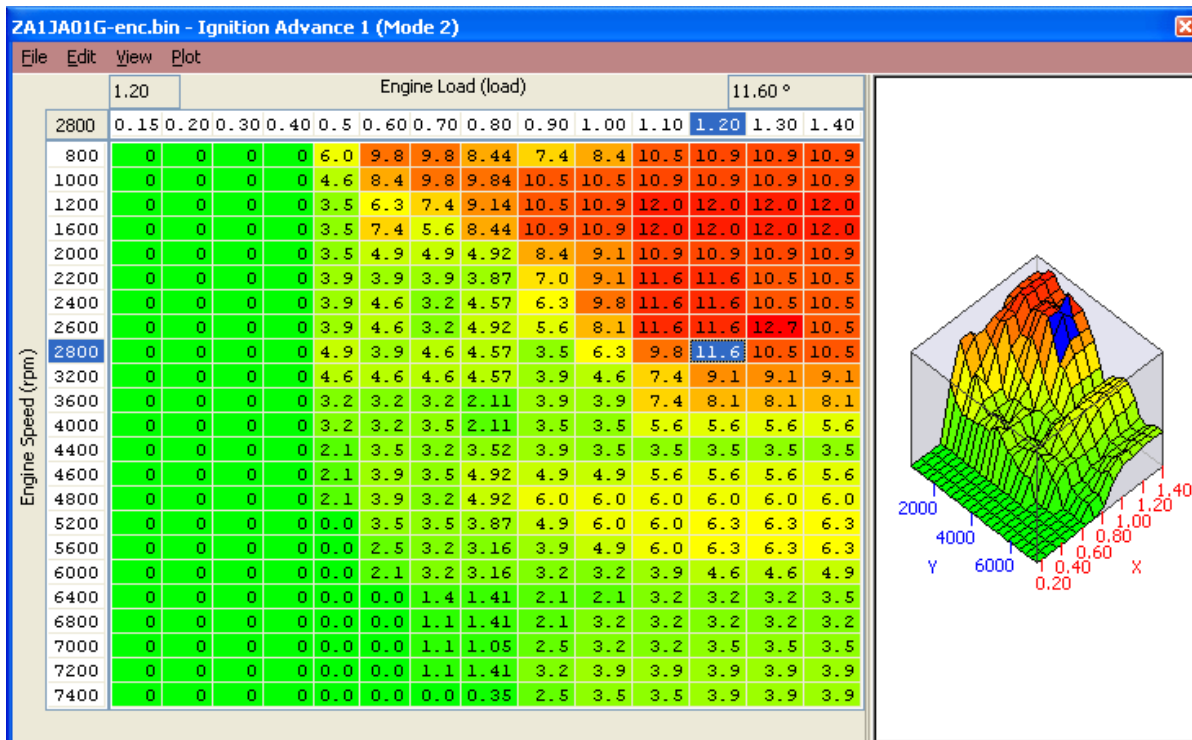 ZA1JA01G-enc.bin - Ignition Advance 1 (Mode 2)
File Edit View Plot
1.20 Engine Load (load) 11.60 °
2800 0.15 0.20 0.30 0.40 0.5 0.60 0.70 0.80 0.90 1.00 1.10 1.20 1.30 1.40
800 0 0 0 0 6.0 9.8 9.8 8.44 7.4 8.4 10.5 10.9 10.9 10.9
1000 0 0 0 0 4.6 8.4 9.8 9.84 10.5 10.5 10.9 10.9 10.9 10.9
1200 0 0 0 0 3.5 6.3 7.4 9.14 10.5 10.9 12.0 12.0 12.0 12.0
1600 0 0 0 0 3.5 7.4 5.6 8.44 10.9 10.9 12.0 12.0 12.0 12.0
2000 0 0 0 0 3.5 4.9 4.9 4.92 8.4 9.1 10.9 10.9 10.9 10.9
2200 0 0 0 0 3.9 3.9 3.9 3.87 7.0 9.1 11.6 11.6 10.5 10.5
2400 0 0 0 0 3.9 4.6 3.2 4.57 6.3 9.8 11.6 11.6 10.5 10.5
2600 0 0 0 0 3.9 4.6 3.2 4.92 5.6 8.1 11.6 11.6 12.7 10.5
2800 0 0 0 0 4.9 3.9 4.6 4.57 3.5 6.3 9.8 11.6 10.5 10.5
3200 0 0 0 0 4.6 4.6 4.6 4.57 3.9 4.6 7.4 9.1 9.1 9.1
3600 0 0 0 0 3.2 3.2 3.2 2.11 3.9 3.9 7.4 8.1 8.1 8.1
4000 0 0 0 0 3.2 3.2 3.5 2.11 3.5 3.5 5.6 5.6 5.6 5.6
4400 0 0 0 0 2.1 3.5 3.2 3.52 3.9 3.5 3.5 3.5 3.5 3.5
4600 0 0 0 0 2.1 3.9 3.5 4.92 4.9 4.9 5.6 5.6 5.6 5.6
4800 0 0 0 0 2.1 3.9 3.2 4.92 6.0 6.0 6.0 6.0 6.0 6.0
5200 0 0 0 0 0.0 3.5 3.5 3.87 4.9 6.0 6.0 6.3 6.3 6.3
5600 0 0 0 0 0.0 2.5 3.2 3.16 3.9 4.9 6.0 6.3 6.3 6.3
6000 0 0 0 0 0.0 2.1 3.2 3.16 3.2 3.2 3.9 4.6 4.6 4.9
6400 0 0 0 0 0.0 0.0 1.4 1.41 2.1 2.1 3.2 3.2 3.2 3.5
6800 0 0 0 0 0.0 0.0 1.1 1.41 2.1 3.2 3.2 3.2 3.2 3.2
7000 0 0 0 0 0.0 0.0 1.1 1.05 2.5 3.2 3.2 3.5 3.5 3.5
7200 0 0 0 0 0.0 0.0 1.1 1.41 3.2 3.9 3.9 3.9 3.9 3.9
7400 0 0 0 0 0.0 0.0 0.0 0.35 2.5 3.5 3.5 3.9 3.9 3.9
Engine Speed (rpm)
2000
4000
6000
Y
0.20
0.40
0.60
0.80
1.00
1.20
1.40
X